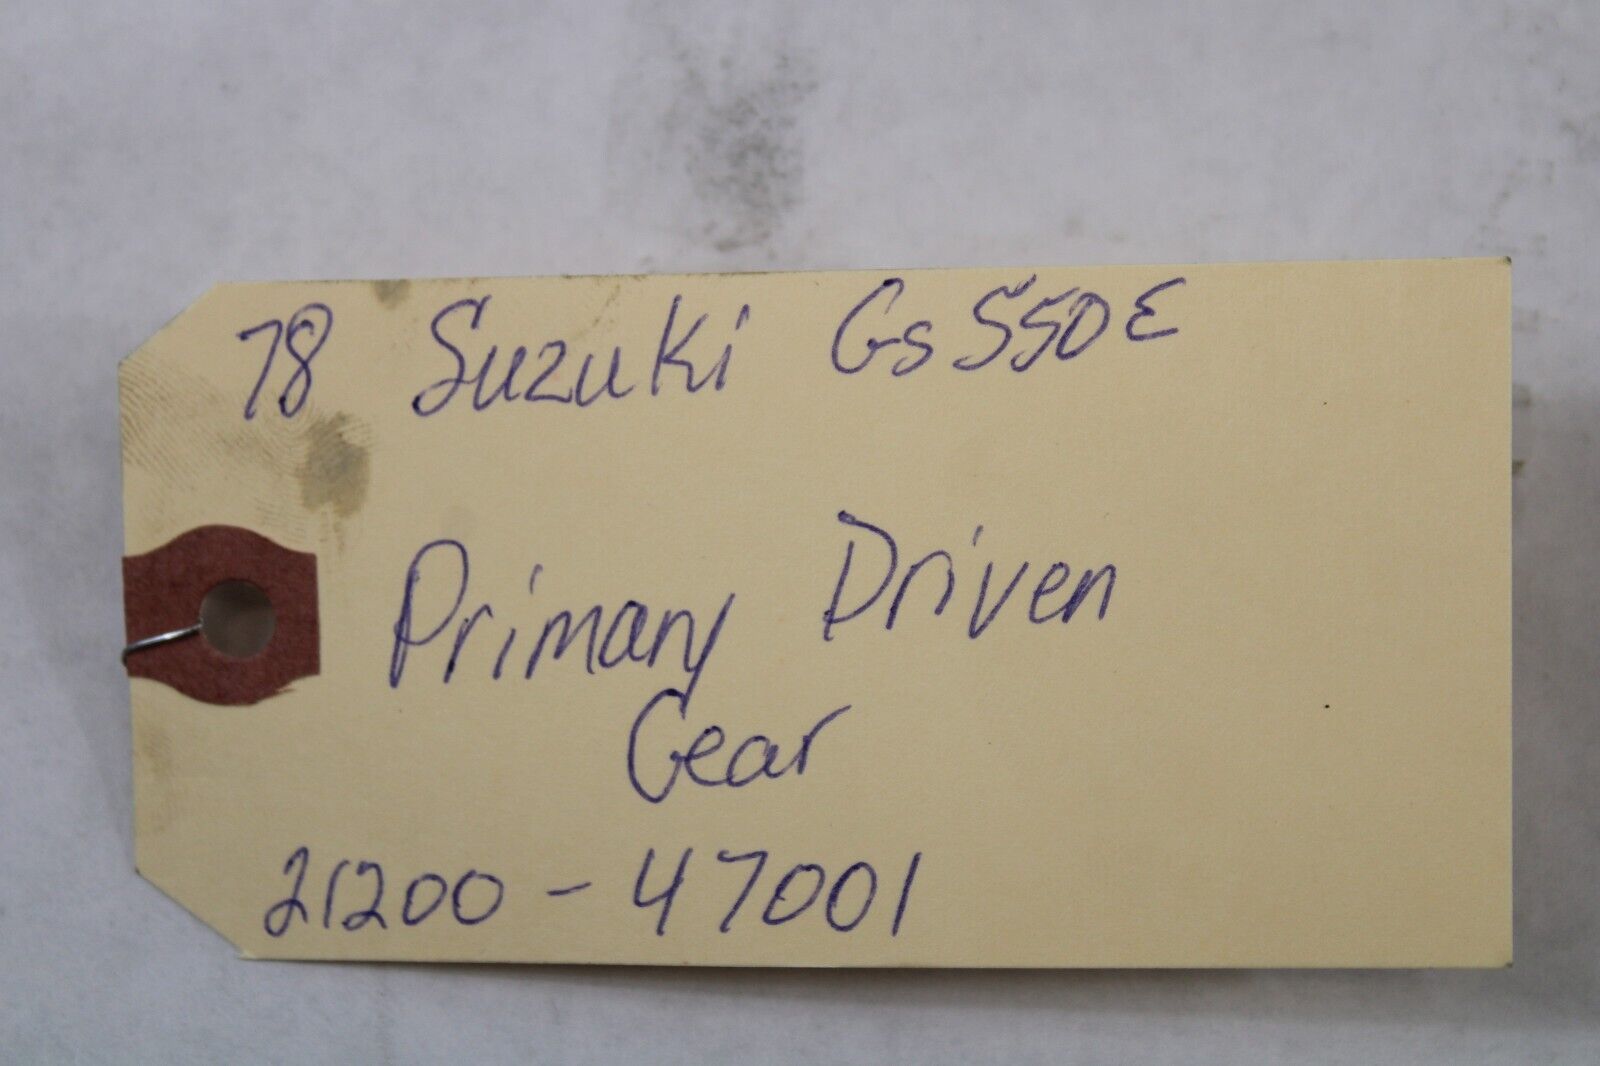 78 Suzuki Gs550E
Primary Driven
Gear
21200-47001